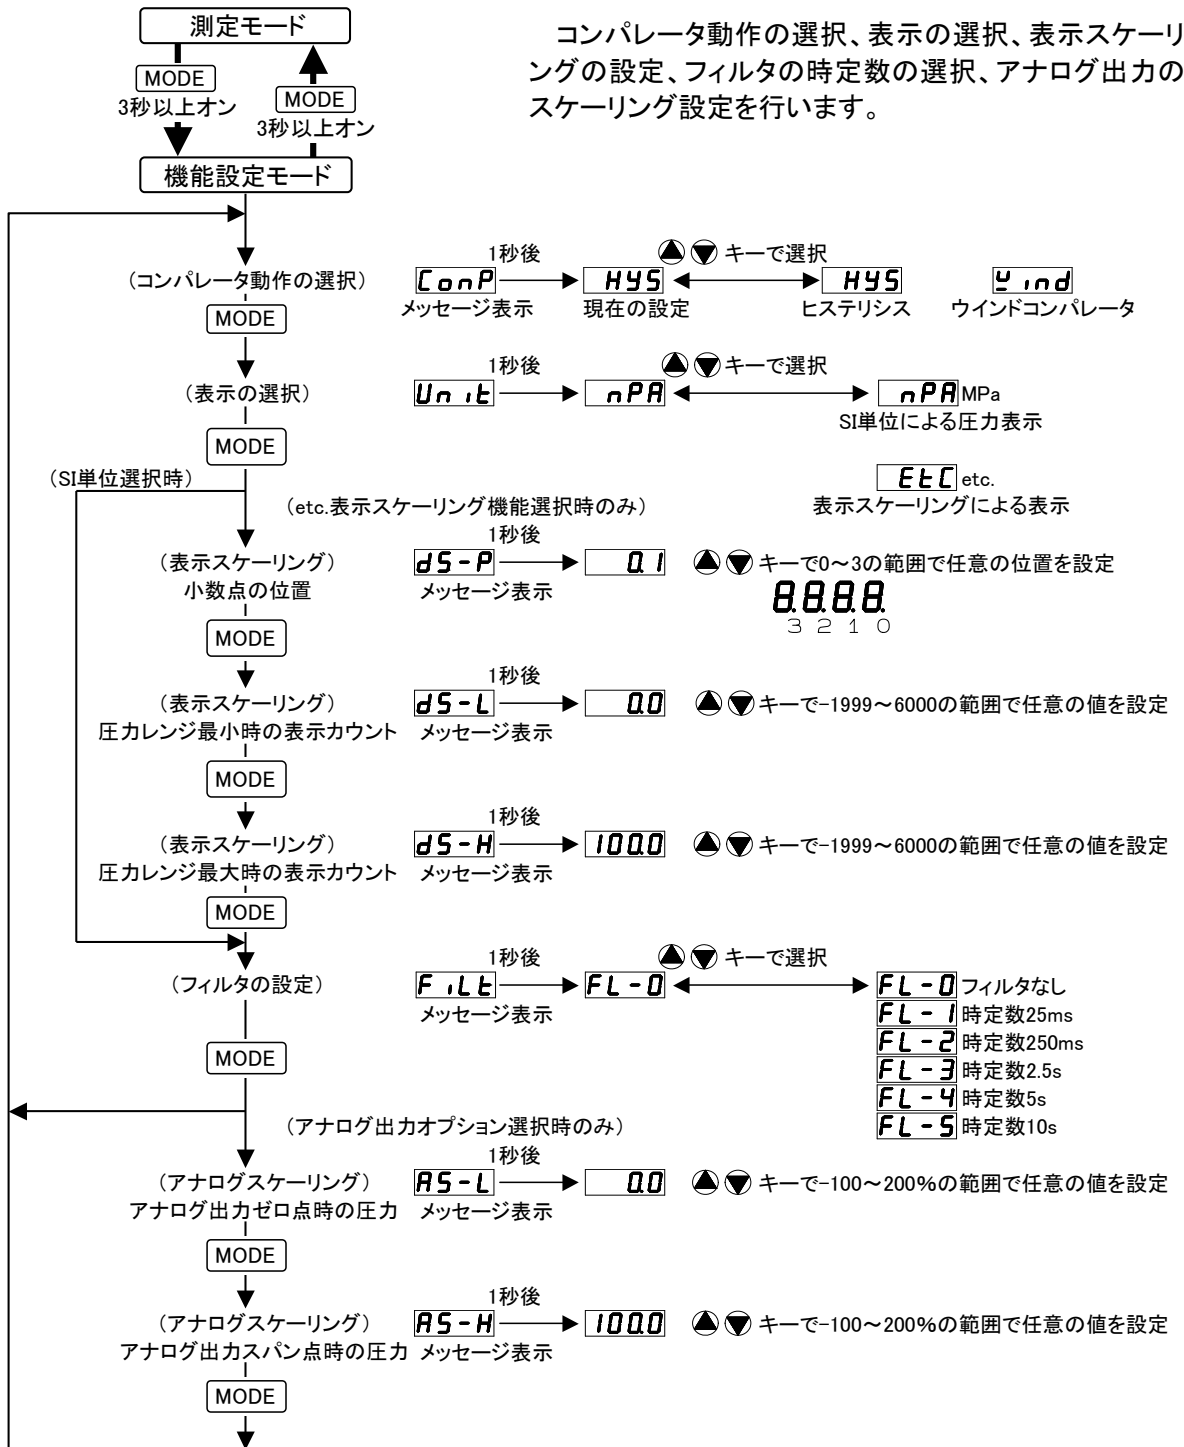 測定モード
コンパレータ動作の選択、表示の選択、表示スケーリ
ングの設定、フィルタの時定数の選択、アナログ出力の
スケーリング設定を行います。
MODE
3秒以上オン
MODE
3秒以上オン
機能設定モード
1秒後
キーで選択
(コンパレータ動作の選択)
ConP
HYS
HYS
Wind
メッセージ表示
現在の設定
ヒステリシス
ウインドコンパレータ
MODE
1秒後
キーで選択
(表示の選択)
Unit
nPA
nPA MPa
SI単位による圧力表示
MODE
(SI単位選択時)
EtC etc.
表示スケーリングによる表示
(etc.表示スケーリング機能選択時のみ)
1秒後
(表示スケーリング)
小数点の位置
dS-P
メッセージ表示
0.1
キーで0～3の範囲で任意の位置を設定
8.8.8.8.
3 2 1 0
MODE
1秒後
(表示スケーリング)
圧力レンジ最小時の表示カウント
dS-L
メッセージ表示
0.0
キーで-1999～6000の範囲で任意の値を設定
MODE
1秒後
(表示スケーリング)
圧力レンジ最大時の表示カウント
dS-H
メッセージ表示
100.0
キーで-1999～6000の範囲で任意の値を設定
MODE
1秒後
キーで選択
(フィルタの設定)
FiLt
メッセージ表示
FL-0
FL-0 フィルタなし
FL-1 時定数25ms
FL-2 時定数250ms
FL-3 時定数2.5s
FL-4 時定数5s
FL-5 時定数10s
MODE
(アナログ出力オプション選択時のみ)
1秒後
(アナログスケーリング)
アナログ出力ゼロ点時の圧力
AS-L
メッセージ表示
0.0
キーで-100～200%の範囲で任意の値を設定
MODE
1秒後
(アナログスケーリング)
アナログ出力スパン点時の圧力
AS-H
メッセージ表示
100.0
キーで-100～200%の範囲で任意の値を設定
MODE